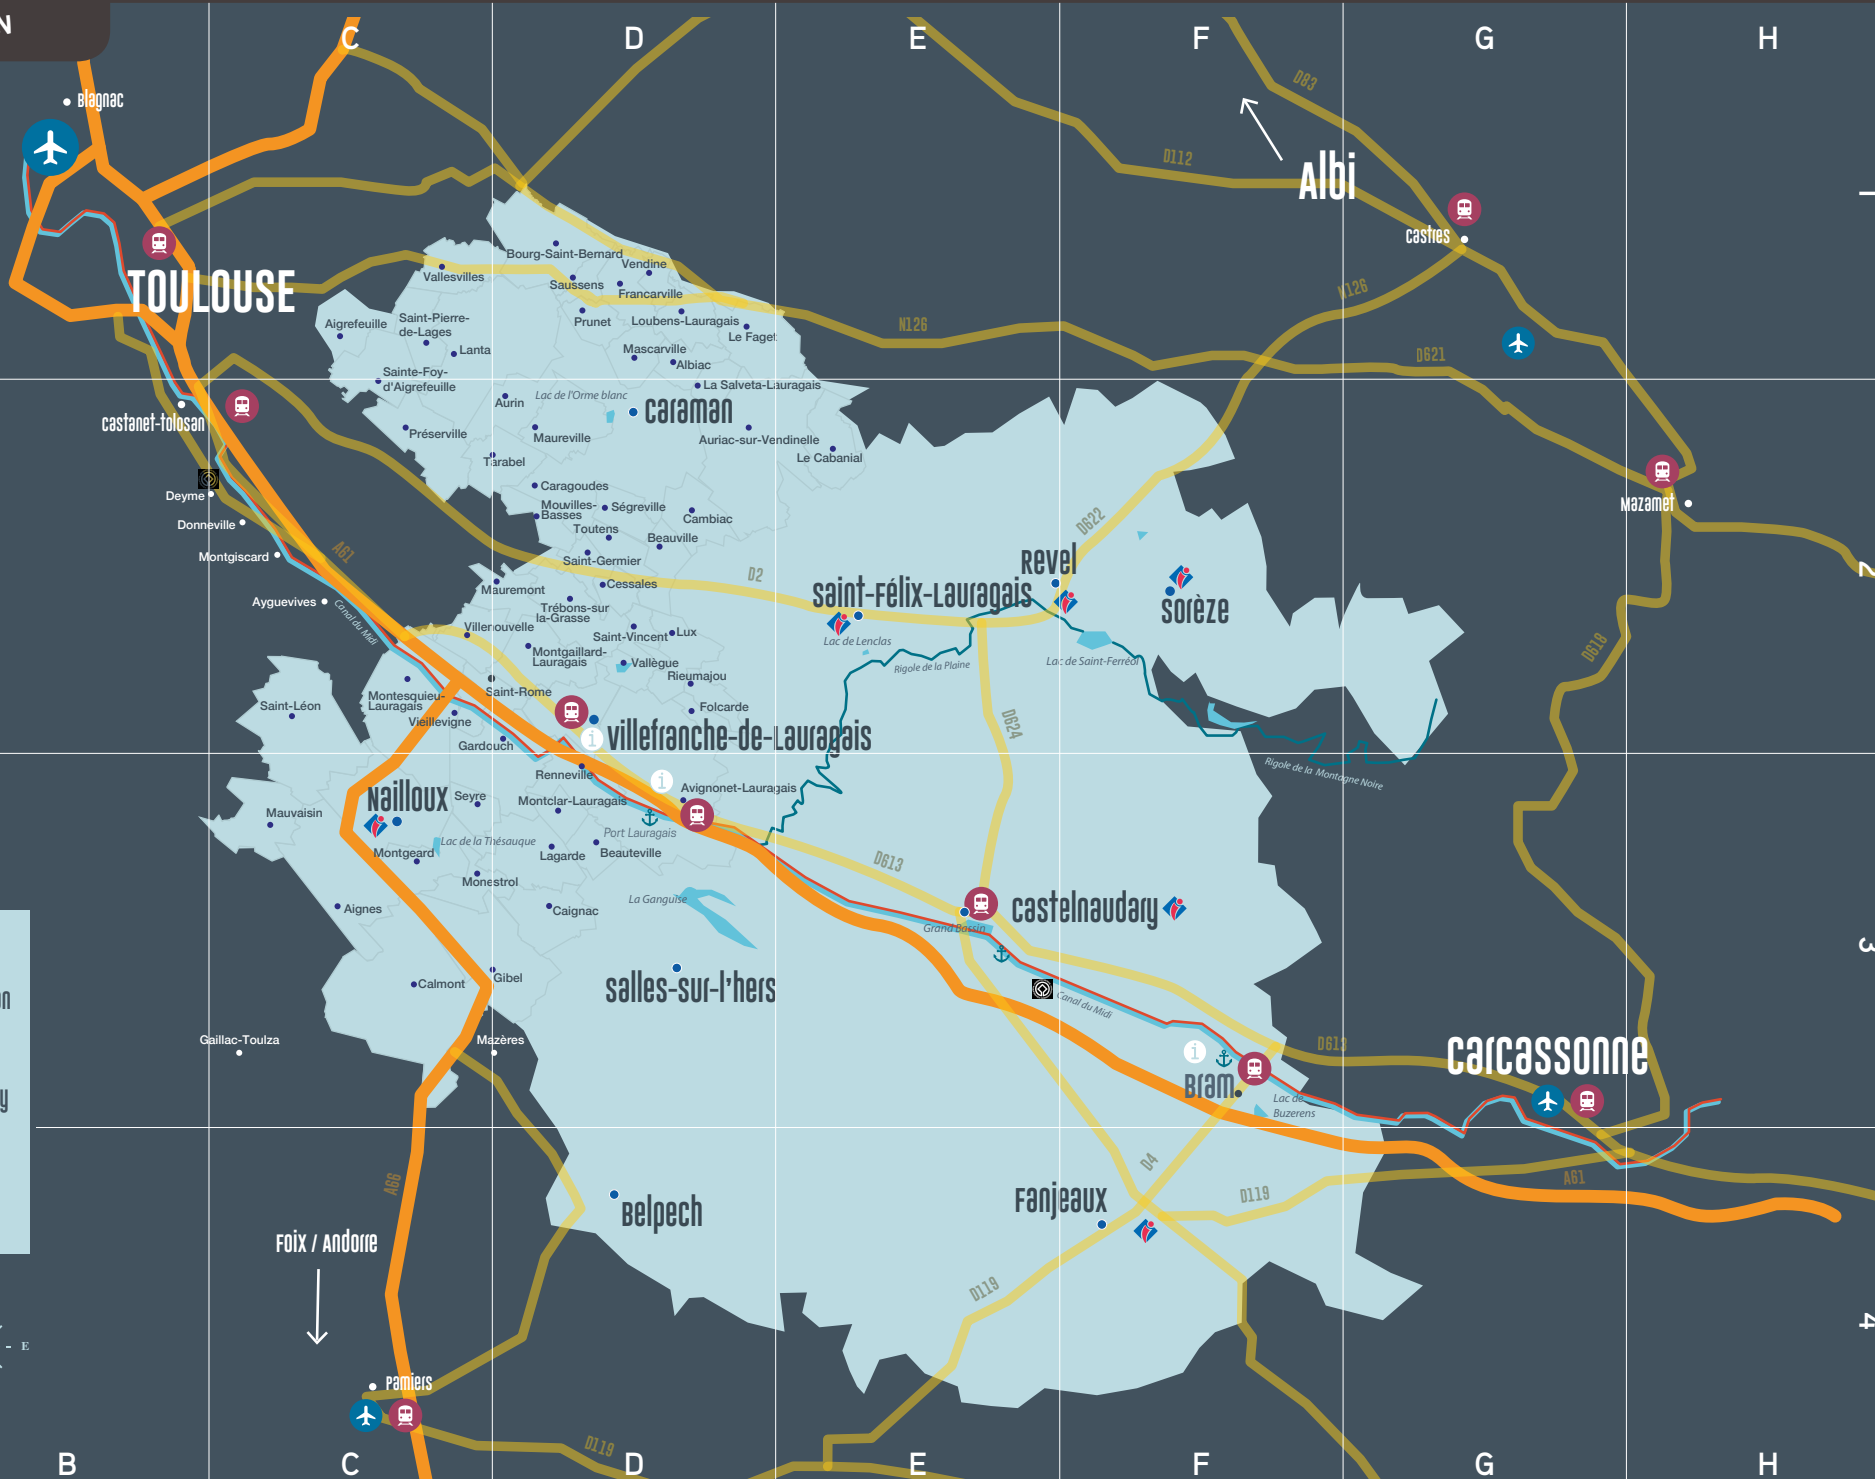 N
C
D
E
F
G
H
Blagnac
D83
1
D112
Albi
Castres
TOULOUSE
Bourg-Saint-Bernard
Vendine
Vallesvilles
Saussens
Francarville
N126
Aigrefeuille
Saint-Pierre-
de-Lages
Prunet
Loubens-Lauragais
Le Faget
N126
Lanta
Mascarville
Albiac
D621
Sainte-Foy-
d'Aigrefeuille
La Salveta-Lauragais
Lac de l'Orme blanc
Aurin
Caraman
Castanet-Tolosan
Préserville
Maureville
Auriac-sur-Vendinelle
Tarabel
Le Cabanial
Deyme
Caragoudes
Mazamet
Mouvilles-
Basses
Ségreville
Cambiac
Donneville
Toutens
D622
A61
Beauville
Montgiscard
Saint-Germier
Revel
2
D2
Mauremont
Cessales
Saint-Félix-Lauragais
Ayguevives
Canal du Midi
Trébons-sur
la-Grasse
Sorèze
Villenouvelle
Saint-Vincent
Lux
Lac de Lenclas
D618
Montgaillard-
Lauragais
Vallègue
Rigole de la Plaine
Lac de Saint-Ferréol
Rieumajou
Montesquieu-
Lauragais
Saint-Rome
Saint-Léon
Vieillevigne
Folcarde
D624
Gardouch
i
Villefranche-de-Lauragais
Renneville
i
Rigole de la Montagne Noire
Nailloux
Seyre
Avignonet-Lauragais
Montclar-Lauragais
Mauvaisin
Port Lauragais
Lac de la Thésauque
Montgeard
Lagarde
Beauteville
D613
Monestrol
La Ganguise
Castelnaudary
Aignes
Caignac
Grand Bassin
3
Salles-sur-l'Hers
Gibel
Calmont
on
Canal du Midi
Gaillac-Toulza
Mazères
i
D613
Carcassonne
Bram
y
Lac de
Buzerens
D4
A66
A61
Fanjeaux
D119
Belpech
Foix / Andorre
D119
4
- E
Pamiers
D119
B
C
D
E
F
G
H